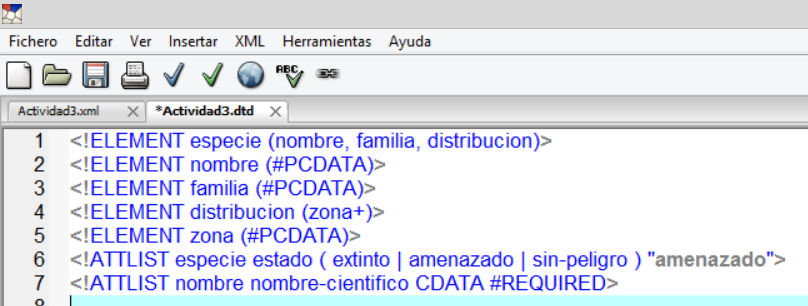 Fichero Editar Ver Insertar XML Herramientas Ayuda
ABC
Actividad3.xml *Actividad3.dtd
1 <!ELEMENT especie (nombre, familia, distribucion)>
2 <!ELEMENT nombre (#PCDATA)>
3 <!ELEMENT familia (#PCDATA)>
4 <!ELEMENT distribucion (zona+)>
5 <!ELEMENT zona (#PCDATA)>
6 <!ATTLIST especie estado ( extinto | amenazado | sin-peligro ) "amenazado">
7 <!ATTLIST nombre nombre-cientifico CDATA #REQUIRED>
8